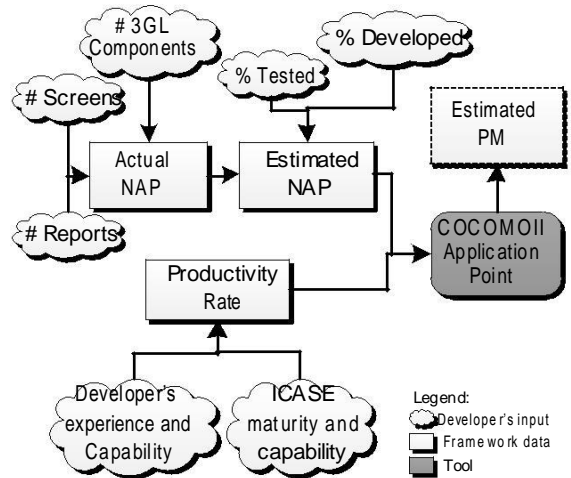 # 3GL
Components
% Developed
% Tested
# Screens
Actual
NAP
Estimated
NAP
Estimated
PM
# Reports
COCOMOII
Application
Point
Productivity
Rate
Developer's
experience and
Capability
ICASE
maturity and
capability
Legend:
Developer's input
Framework data
Tool